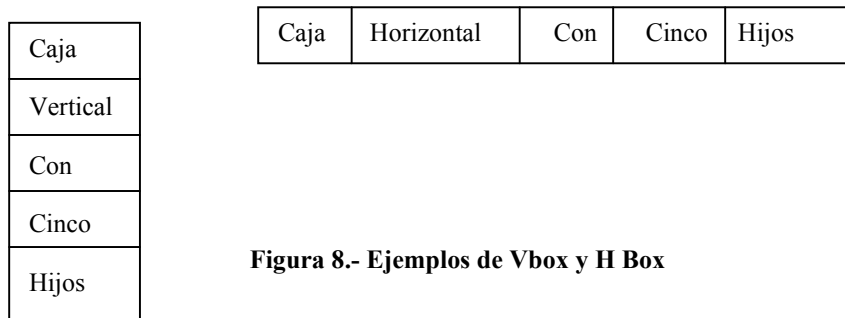 Caja
Vertical
Con
Cinco
Hijos
Caja Horizontal Con Cinco Hijos
Figura 8.- Ejemplos de Vbox y H Box